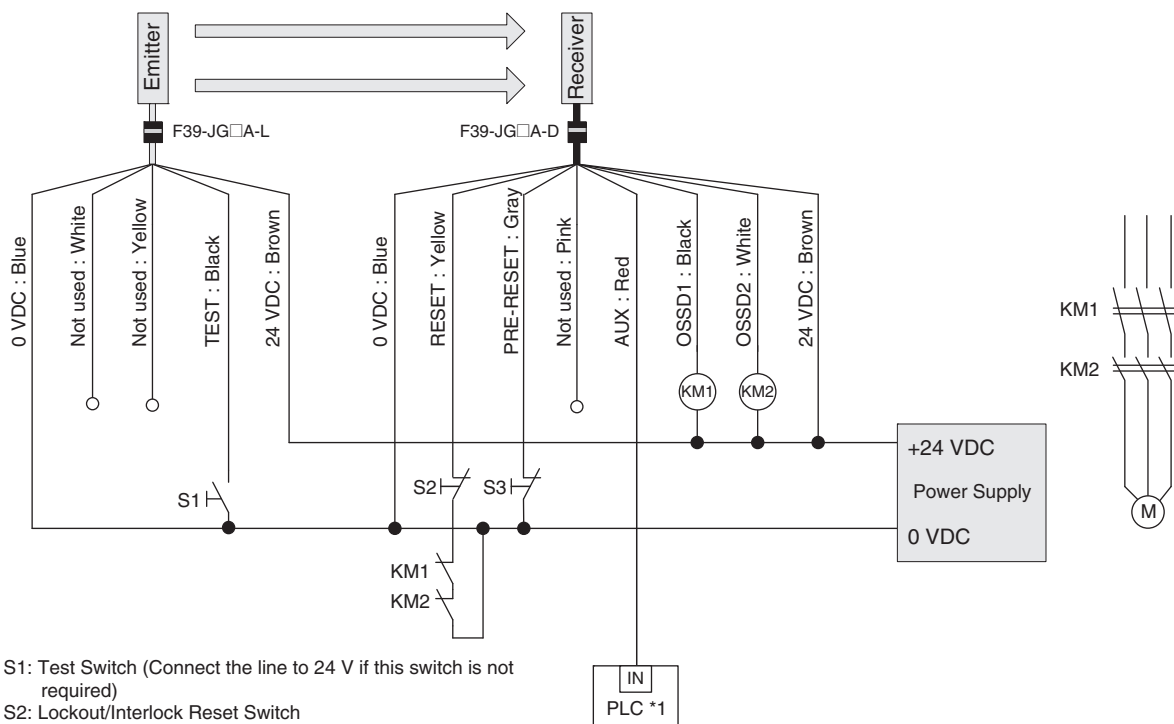 Emitter
Receiver
F39-JG□A-L
F39-JG□A-D
0 VDC : Blue
Not used : White
Not used : Yellow
TEST : Black
24 VDC : Brown
0 VDC : Blue
RESET : Yellow
PRE-RESET : Gray
Not used : Pink
AUX : Red
OSSD1 : Black
OSSD2 : White
24 VDC : Brown
KM1
KM2
KM1
KM2
+24 VDC
Power Supply
0 VDC
M
S1
S2
S3
KM1
KM2
IN
PLC *1
S1: Test Switch (Connect the line to 24 V if this switch is not
required)
S2: Lockout/Interlock Reset Switch